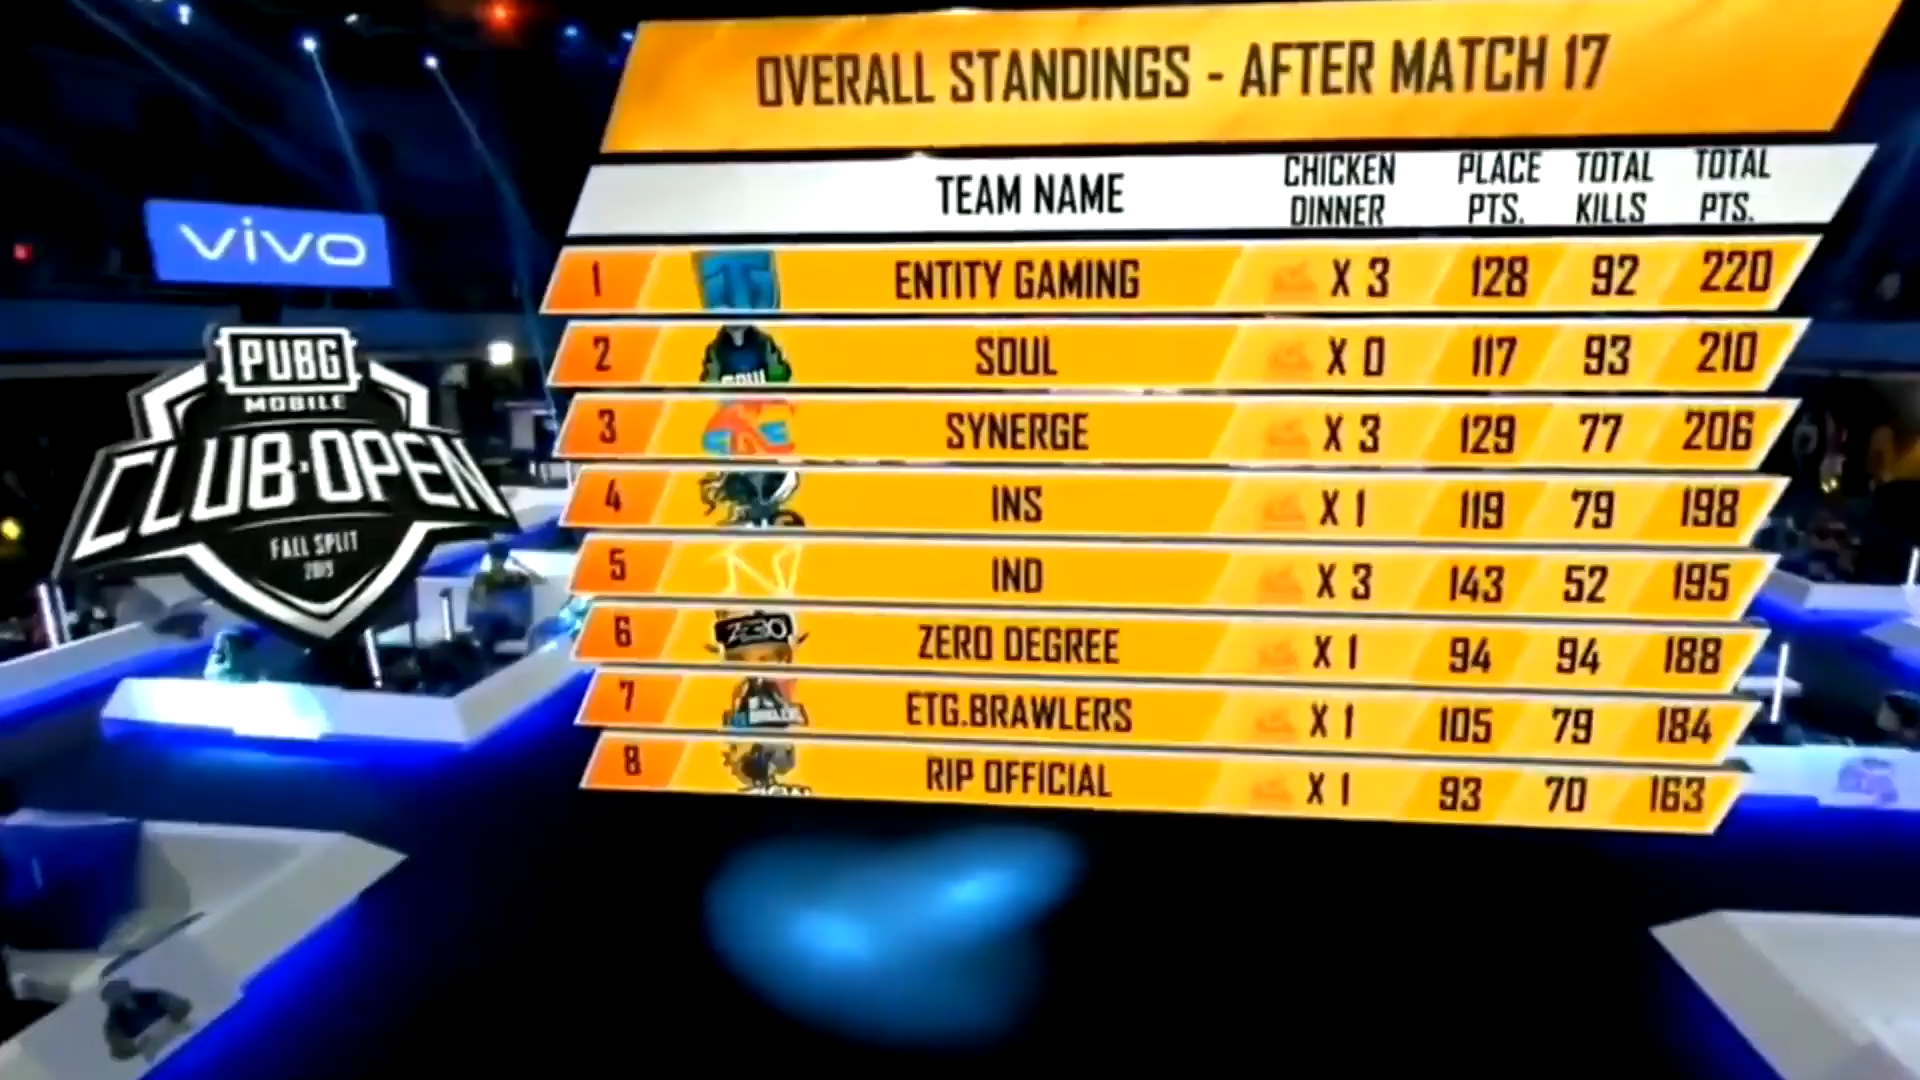 OVERALL STANDINGS - AFTER MATCH 17
TEAM NAME CHICKEN DINNER PLACE PTS. TOTAL KILLS TOTAL PTS.
1 ENTITY GAMING X 3 128 92 220
2 SOUL X 0 117 93 210
3 SYNERGE X 3 129 77 206
4 INS X 1 119 79 198
5 IND X 3 143 52 195
6 ZERO DEGREE X 1 94 94 188
7 ETG.BRAWLERS X 1 105 79 184
8 RIP OFFICIAL X 1 93 70 163
vivo
PUBG
MOBILE
CLUB·OPEN
FALL SPLIT
2019